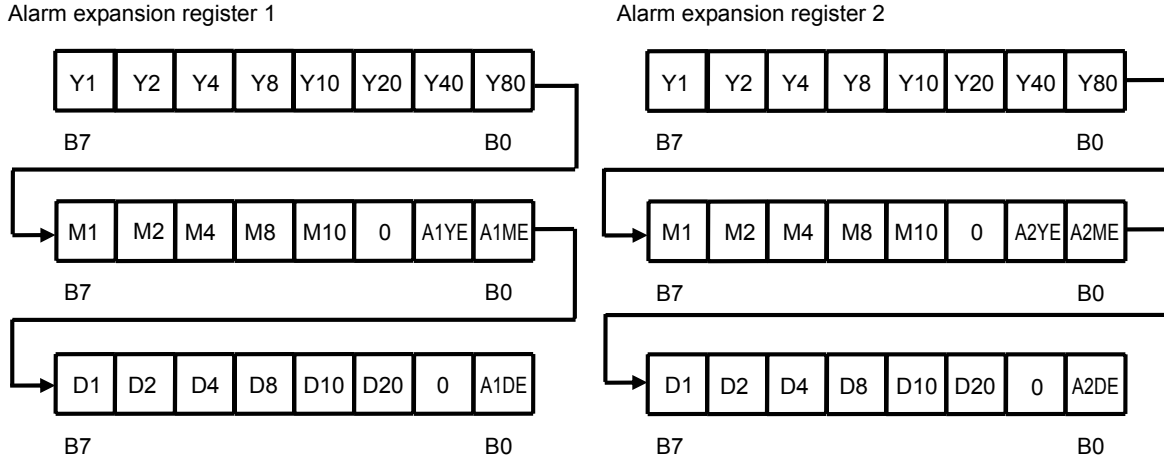 Alarm expansion register 1
Y1 Y2 Y4 Y8 Y10 Y20 Y40 Y80
B7 B0
M1 M2 M4 M8 M10 0 A1YE A1ME
B7 B0
D1 D2 D4 D8 D10 D20 0 A1DE
B7 B0
Alarm expansion register 2
Y1 Y2 Y4 Y8 Y10 Y20 Y40 Y80
B7 B0
M1 M2 M4 M8 M10 0 A2YE A2ME
B7 B0
D1 D2 D4 D8 D10 D20 0 A2DE
B7 B0